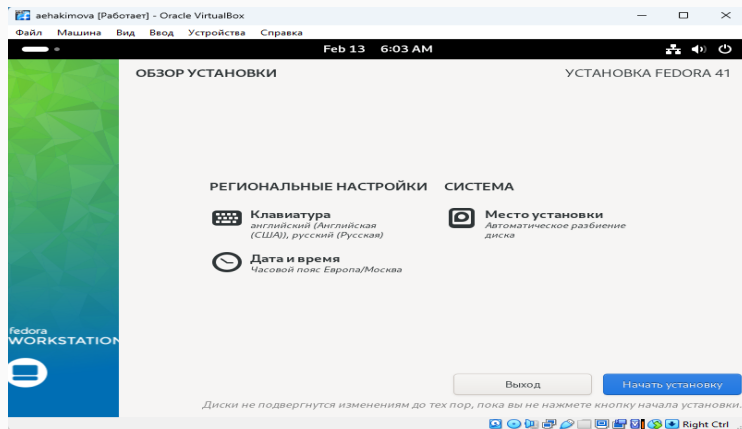 aehakimova [Работает] - Oracle VirtualBox
Файл Машина Вид Ввод Устройства Справка
Feb 13 6:03 AM
ОБЗОР УСТАНОВКИ
УСТАНОВКА FEDORA 41
РЕГИОНАЛЬНЫЕ НАСТРОЙКИ
Клавиатура
английский (Английская
(США)), русский (Русская)
Дата и время
Часовой пояс Европа/Москва
СИСТЕМА
Место установки
Автоматическое разбиение
диска
fedora
WORKSTATION
Выход
Начать установку
Диски не подвергнутся изменениям до тех пор, пока вы не нажмете кнопку начала установки.
Right Ctrl